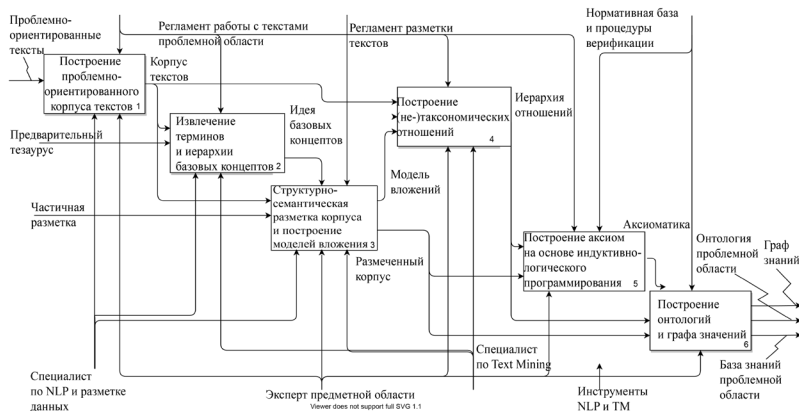 Проблемно-
ориентированные
тексты
Регламент работы с текстами
проблемной области
Регламент разметки
текстов
Нормативная база
и процедуры
верификации
Построение
проблемно-
ориентированного
корпуса текстов 1
Корпус
текстов
Предварительный
тезаурус
Извлечение
терминов
и иерархии
базовых концептов 2
Идея
базовых
концептов
Построение
(не-)таксономических
отношений
4
Иерархия
отношений
Частичная
разметка
Структурно-
семантическая
разметка корпуса
и построение
моделей вложения 3
Модель
вложений
Размеченный
корпус
Построение аксиом
на основе индуктивно-
логического
программирования 5
Аксиоматика
Онтология
проблемной
области
Граф
знаний
Построение
онтологий
и графа значений
6
База знаний
проблемной
области
Специалист
по NLP и разметке
данных
Эксперт предметной области
Специалист
по Text Mining
Инструменты
NLP и TM
Viewer does not support full SVG 1.1